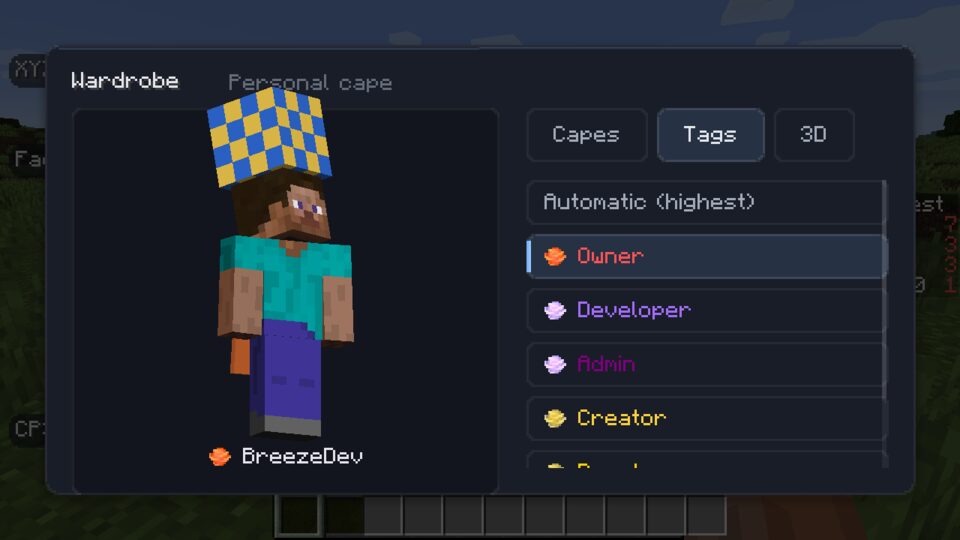 Wardrobe
Personal cape
Capes
Tags
3D
Automatic (highest)
Owner
Developer
Admin
Creator
BreezeDev